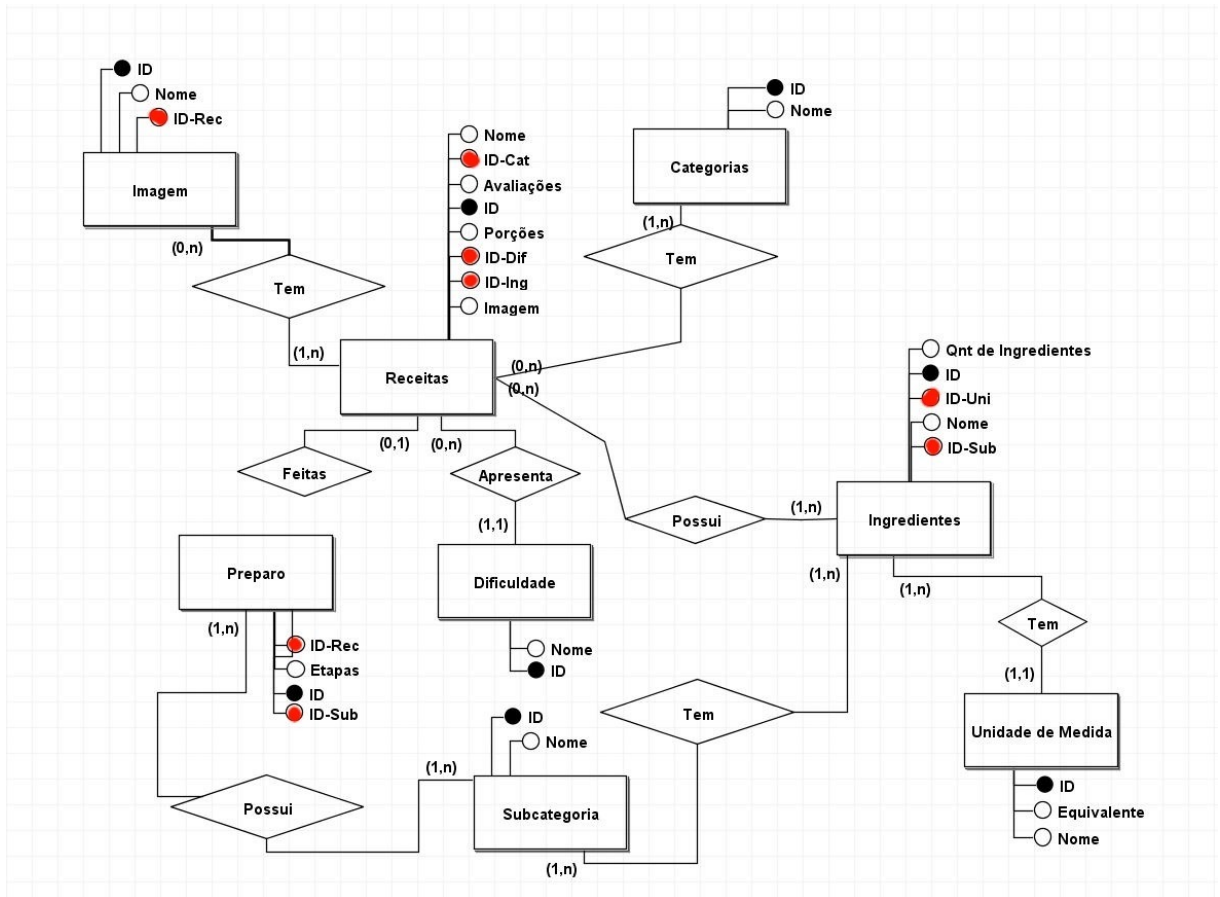 ID
Nome
ID-Rec
Imagem
(0,n)
Tem
(1,n)
Nome
ID-Cat
Avaliações
ID
Porções
ID-Dif
ID-Ing
Imagem
Receitas
ID
Nome
Categorias
(1,n)
Tem
(0,n)
(0,n)
Qnt de Ingredientes
ID
ID-Uni
Nome
ID-Sub
Ingredientes
(0,1)
(0,n)
Feitas
Apresenta
(1,1)
Possui
(1,n)
Preparo
(1,n)
ID-Rec
Etapas
ID
ID-Sub
Dificuldade
Nome
ID
(1,n)
(1,n)
Tem
(1,1)
Unidade de Medida
ID
Equivalente
Nome
Tem
ID
Nome
(1,n)
Subcategoria
(1,n)
Possui